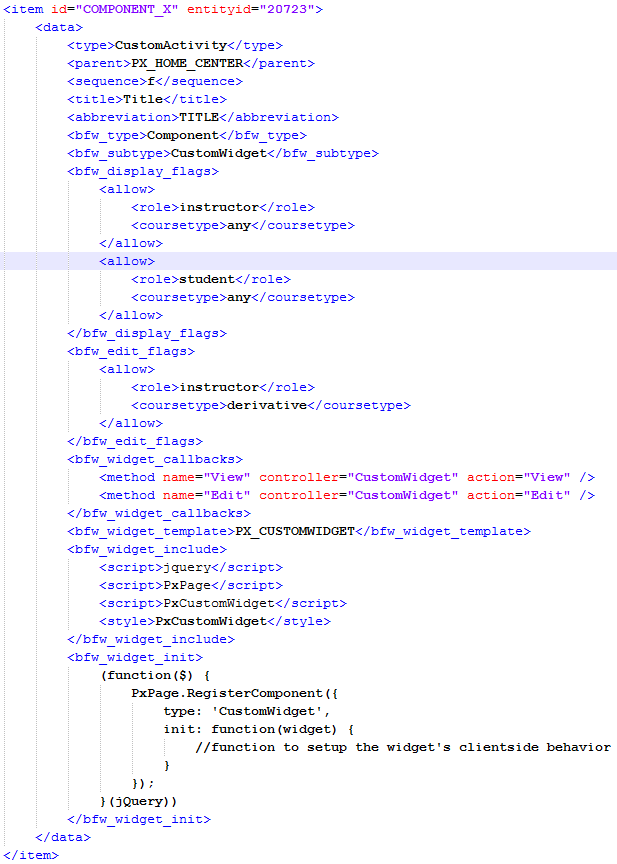 <item id="COMPONENT_X" entityid="20723">
<data>
<type>CustomActivity</type>
<parent>PX_HOME_CENTER</parent>
<sequence>f</sequence>
<title>Title</title>
<abbreviation>TITLE</abbreviation>
<bfw_type>Component</bfw_type>
<bfw_subtype>CustomWidget</bfw_subtype>
<bfw_display_flags>
<allow>
<role>instructor</role>
<coursetype>any</coursetype>
</allow>
<allow>
<role>student</role>
<coursetype>any</coursetype>
</allow>
</bfw_display_flags>
<bfw_edit_flags>
<allow>
<role>instructor</role>
<coursetype>derivative</coursetype>
</allow>
</bfw_edit_flags>
<bfw_widget_callbacks>
<method name="View" controller="CustomWidget" action="View" />
<method name="Edit" controller="CustomWidget" action="Edit" />
</bfw_widget_callbacks>
<bfw_widget_template>PX_CUSTOMWIDGET</bfw_widget_template>
<bfw_widget_include>
<script>jquery</script>
<script>PxPage</script>
<script>PxCustomWidget</script>
<style>PxCustomWidget</style>
</bfw_widget_include>
<bfw_widget_init>
(function($) {
PxPage.RegisterComponent({
type: 'CustomWidget',
init: function(widget) {
//function to setup the widget's clientside behavior
}
});
}(jQuery))
</bfw_widget_init>
</data>
</item>